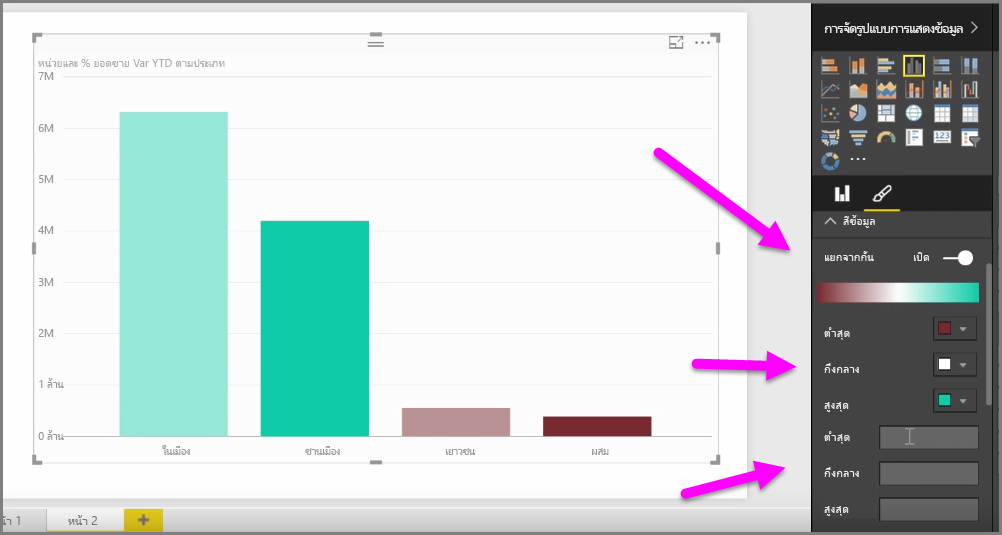 หน่วยและ % ยอดขาย Var YTD ตามประเภท
7M
6M
5M
4M
3M
2M
1 ล้าน
0 ล้าน
ในเมือง
ชานเมือง
เยาวชน
ผสม
หน้า 2
การจัดรูปแบบการแสดงข้อมูล
123
สีข้อมูล
แยกจากกัน
เปิด
ต่ำสุด
กึ่งกลาง
สูงสุด
ต่ำสุด
กึ่งกลาง
สูงสุด